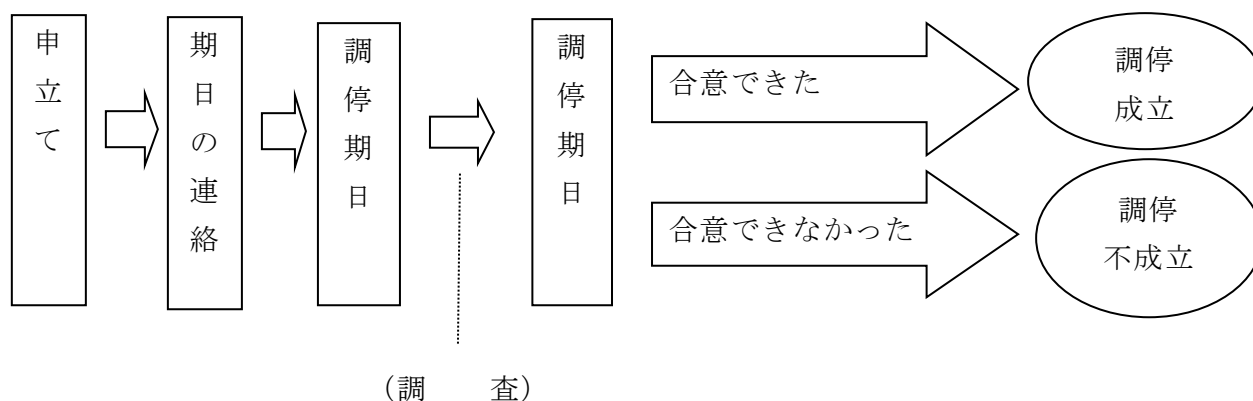 申立て
期日の連絡
調停期日
調停期日
合意できた
調停
成立
合意できなかった
調停
不成立
（調　　査）